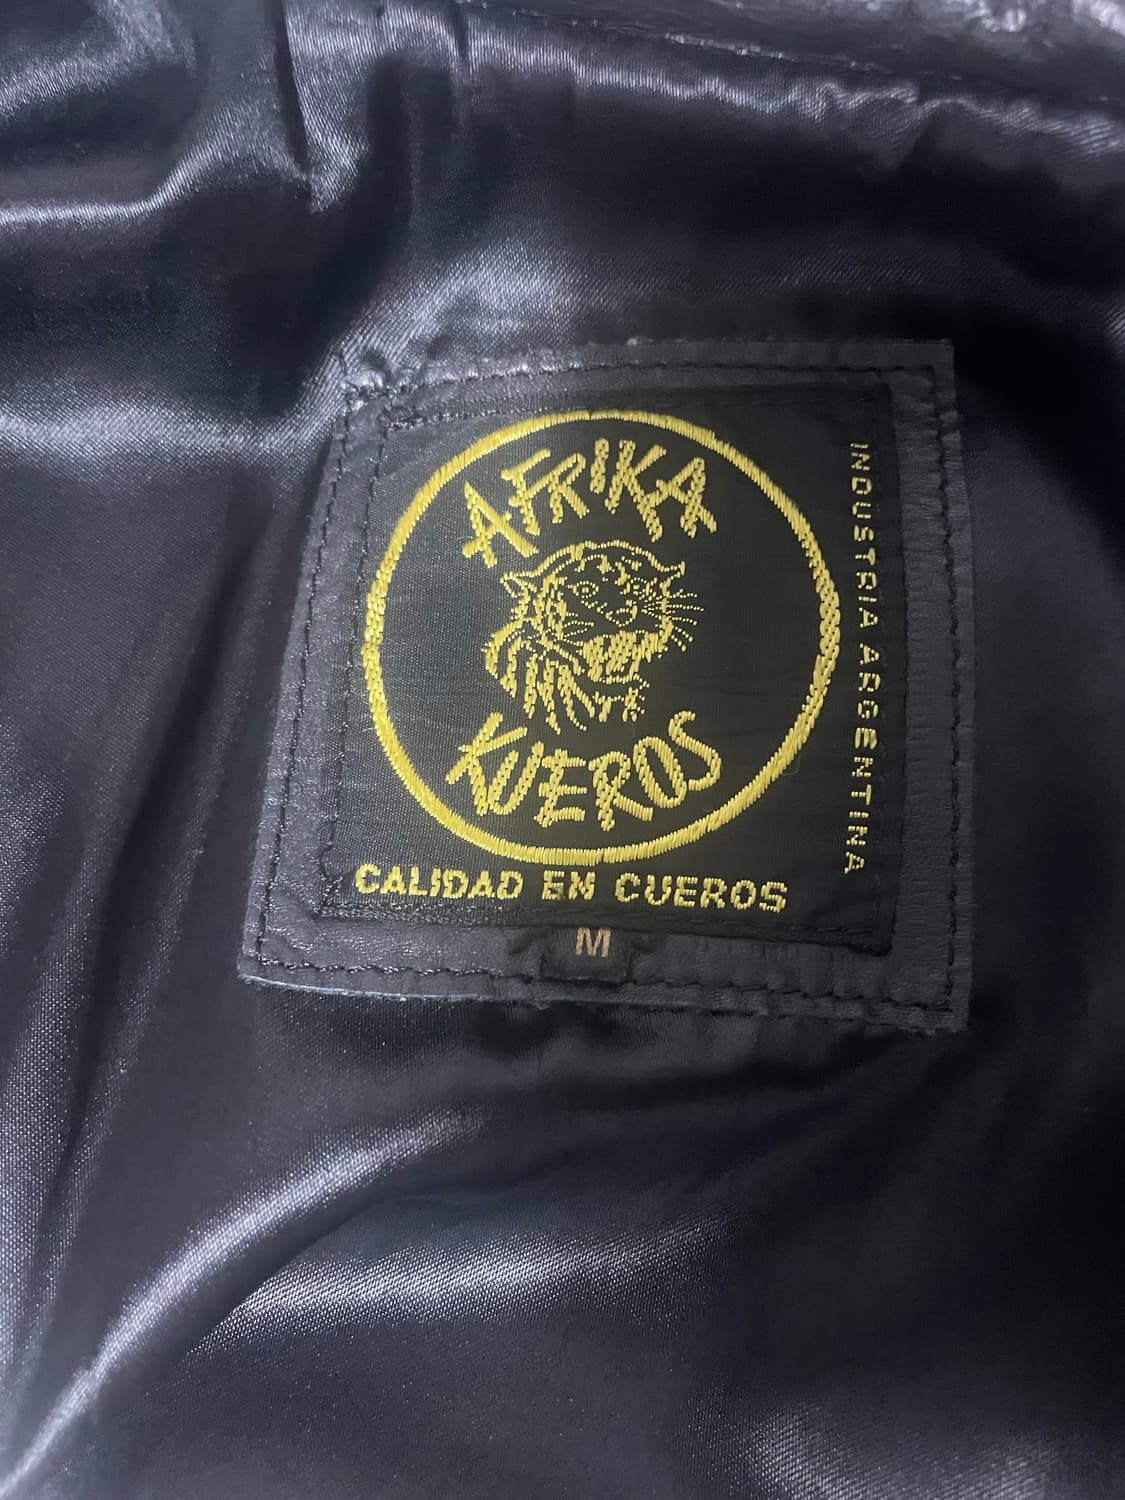 AFRIKA
KUEROS
CALIDAD EN CUEROS
INDUSTRIA ARGENTINA
M